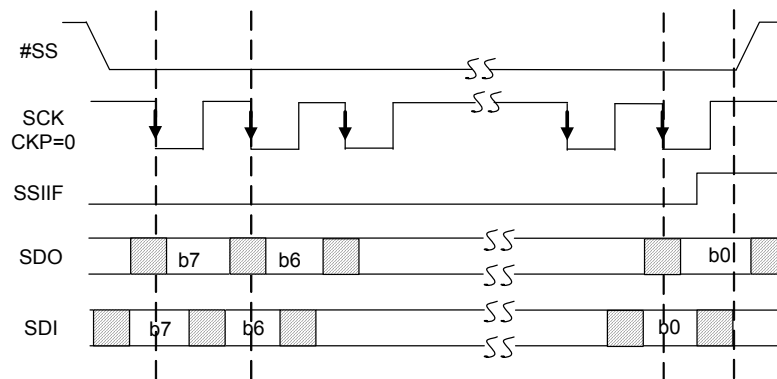 #SS
SCK
CKP=0
SSIIF
SDO b7 b6 b0
SDI b7 b6 b0